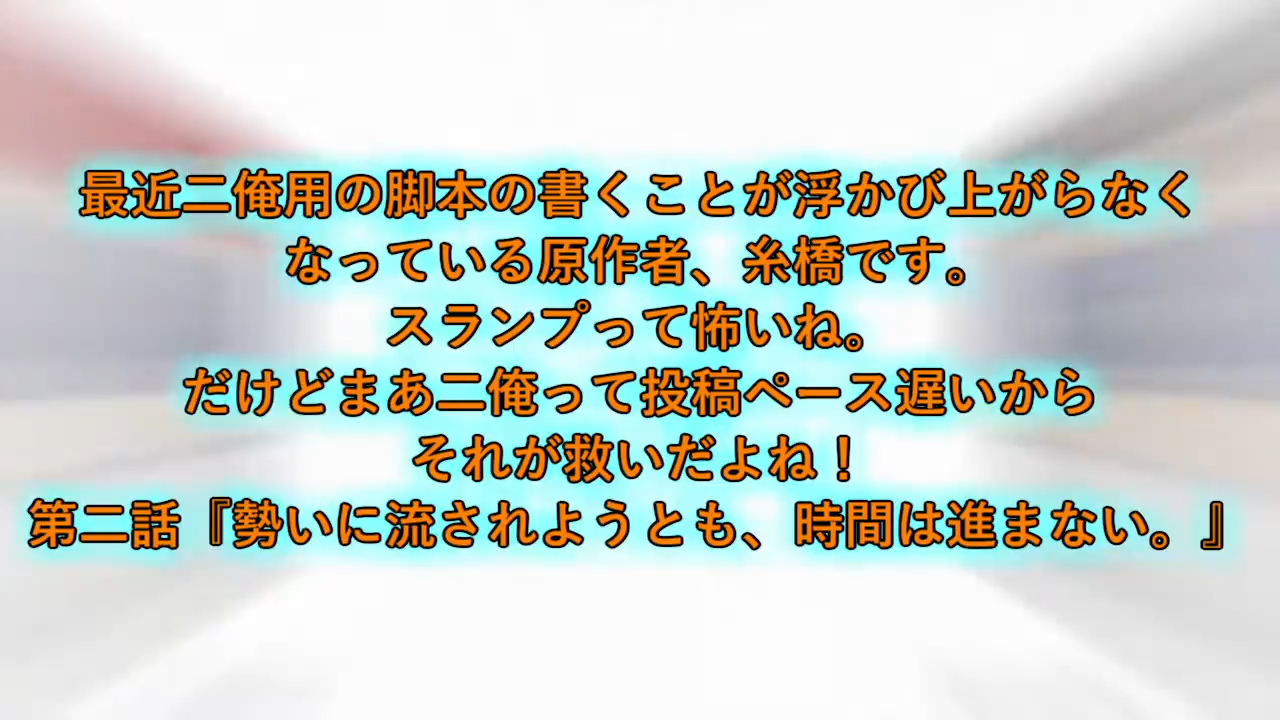 最近二俺用の脚本の書くことが浮かび上がらなく
なっている原作者、糸橋です。
スランプって怖いね。
だけどまあ二俺って投稿ペース遅いから
それが救いだよね！
第二話『勢いに流されようとも、時間は進まない。』